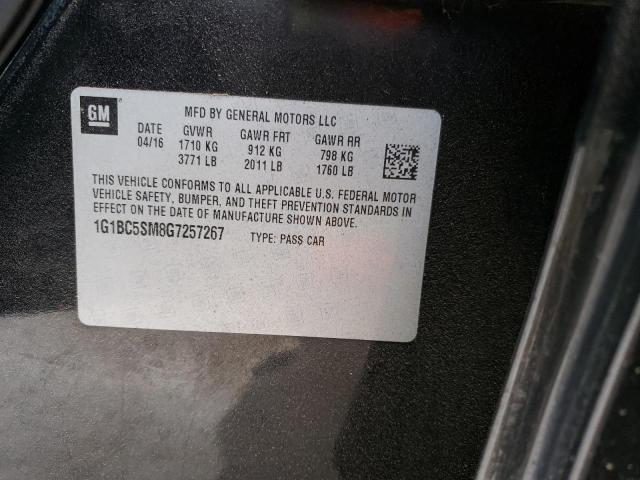 GM
MFD BY GENERAL MOTORS LLC
DATE GVWR GAWR FRT GAWR RR
04/16 1710 KG 912 KG 798 KG
3771 LB 2011 LB 1760 LB
THIS VEHICLE CONFORMS TO ALL APPLICABLE U.S. FEDERAL MOTOR
VEHICLE SAFETY, BUMPER, AND THEFT PREVENTION STANDARDS IN
EFFECT ON THE DATE OF MANUFACTURE SHOWN ABOVE.
1G1BC5SM8G7257267 TYPE: PASS CAR